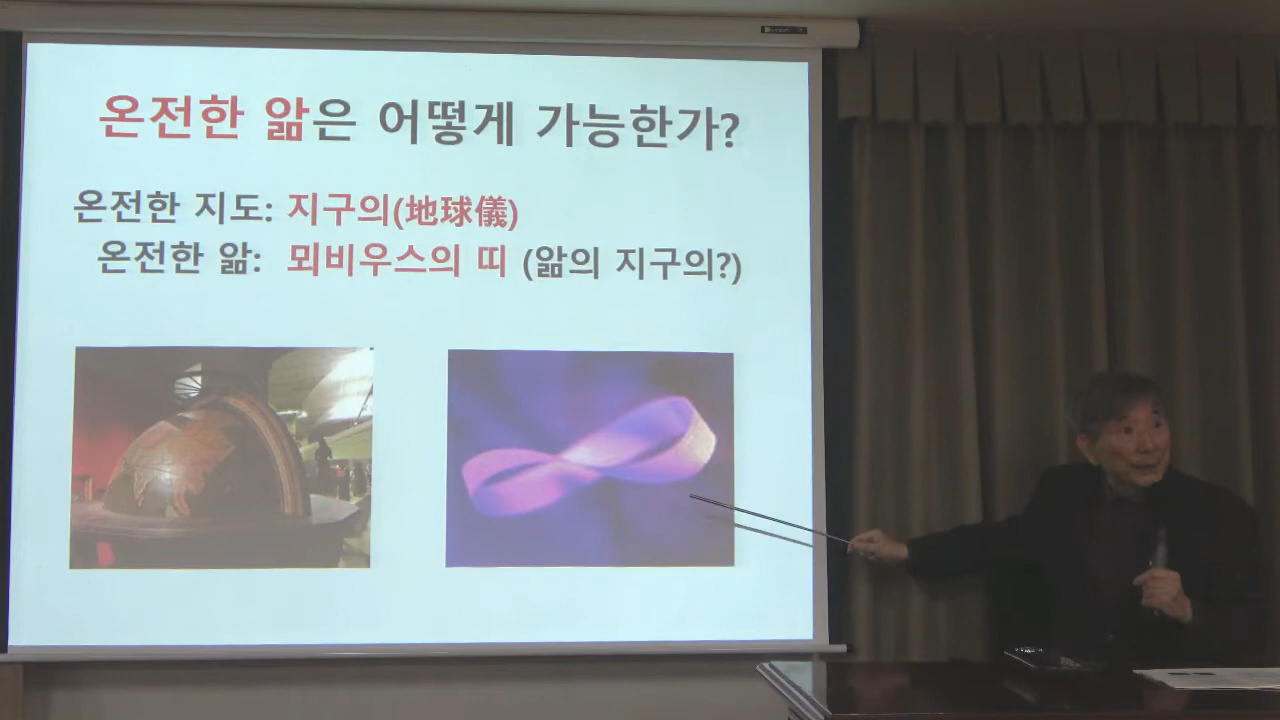 온전한 앎은 어떻게 가능한가?
온전한 지도: 지구의(地球儀)
온전한 앎: 뫼비우스의 띠 (앎의 지구의?)